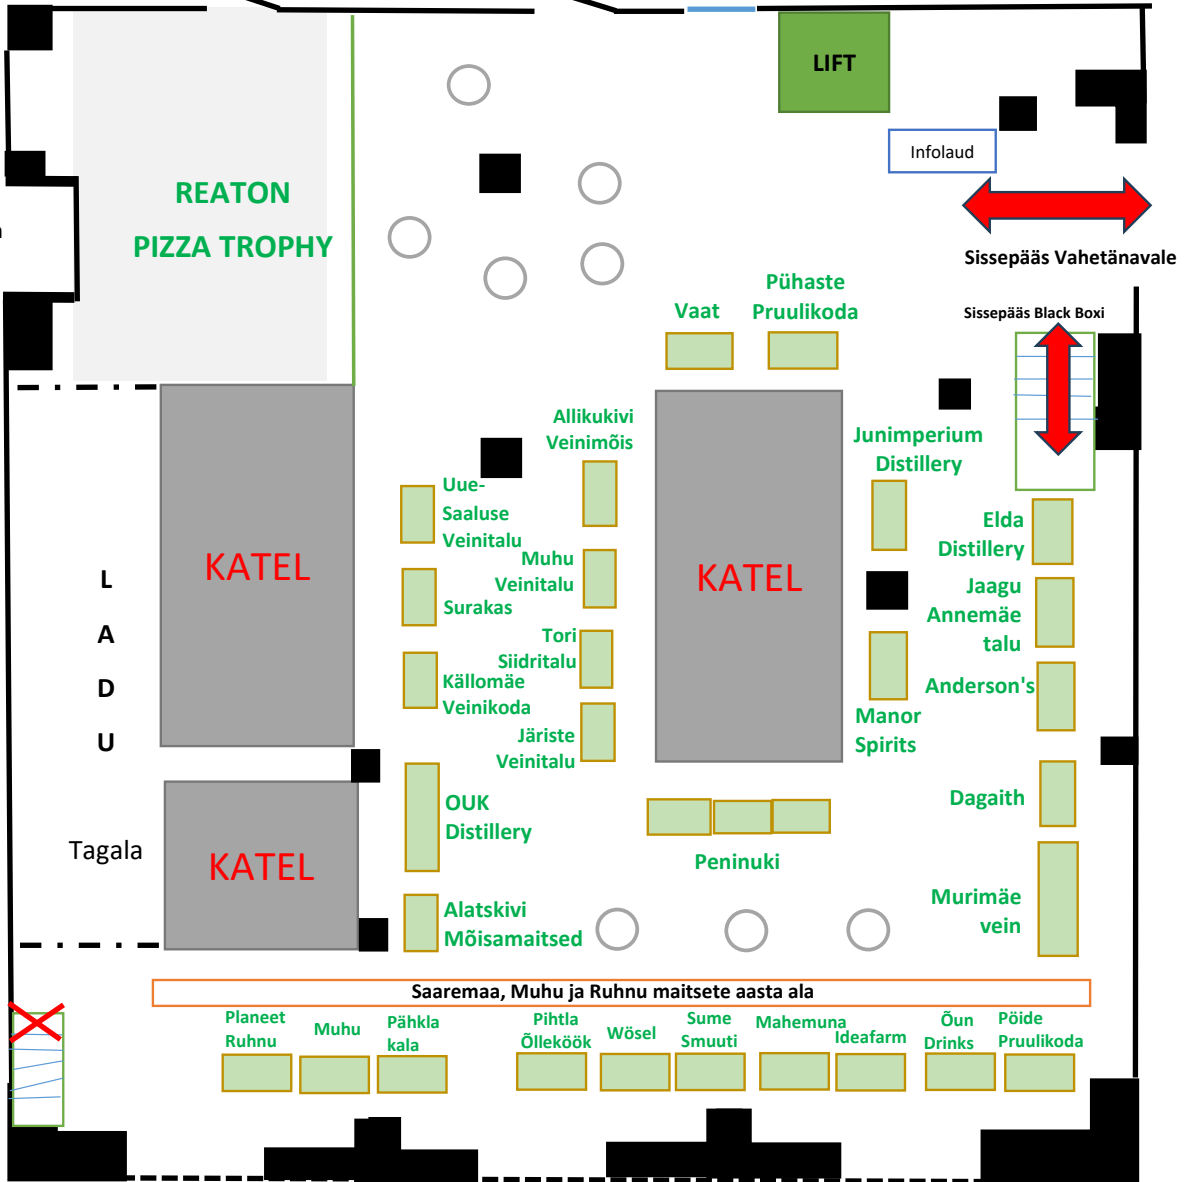 LIFT
Infolaud
REATON
PIZZA TROPHY
Sissepääs Vahetänavale
Pühaste
Pruulikoda
Vaat
Sissepääs Black Boxi
Allikukivi
Veinimõis
Junimperium
Distillery
Uue-
Saaluse
Veinitalu
Elda
Distillery
KATEL
KATEL
Muhu
Veinitalu
L
A
D
U
Surakas
Jaagu
Annemäe
talu
Tori
Siidritalu
Källomäe
Veinikoda
Anderson's
Manor
Spirits
Järiste
Veinitalu
OUK
Distillery
Dagaith
Tagala
KATEL
Peninuki
Alatskivi
Mõisamaitsed
Murimäe
vein
Saaremaa, Muhu ja Ruhnu maitsete aasta ala
Planeet
Ruhnu
Muhu
Pähkla
kala
Pihtla
Õlleköök
Wösel
Sume
Smuuti
Mahemuna
Ideafarm
Õun
Drinks
Pöide
Pruulikoda